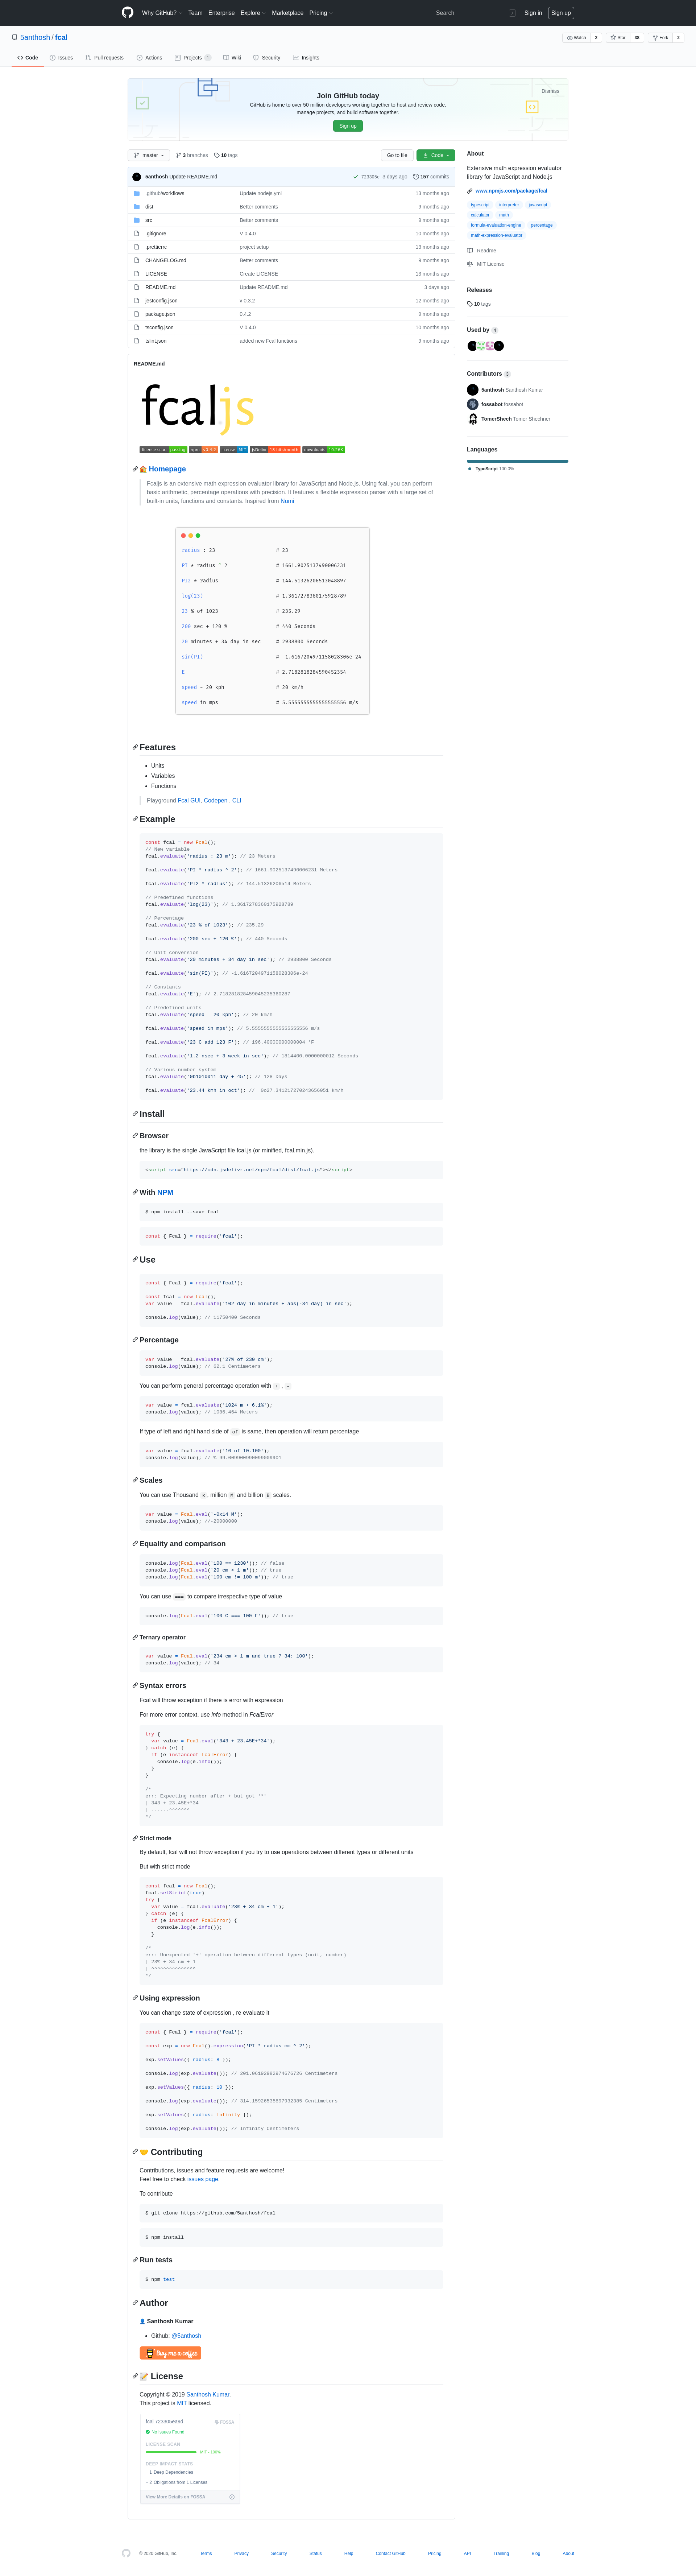 Why GitHub? Team Enterprise Explore Marketplace Pricing Search / Sign in Sign up
5anthosh / fcal
Watch 2 Star 38 Fork 2
Code Issues Pull requests Actions Projects 1 Wiki Security Insights
Join GitHub today
Dismiss
GitHub is home to over 50 million developers working together to host and review code,
manage projects, and build software together.
Sign up
master 3 branches 10 tags Go to file Code
5anthosh Update README.md 723305e 3 days ago 157 commits
.github/workflows Update nodejs.yml 13 months ago
dist Better comments 9 months ago
src Better comments 9 months ago
.gitignore V 0.4.0 10 months ago
.prettierrc project setup 13 months ago
CHANGELOG.md Better comments 9 months ago
LICENSE Create LICENSE 13 months ago
README.md Update README.md 3 days ago
jestconfig.json v 0.3.2 12 months ago
package.json 0.4.2 9 months ago
tsconfig.json V 0.4.0 10 months ago
tslint.json added new Fcal functions 9 months ago
About
Extensive math expression evaluator
library for JavaScript and Node.js
www.npmjs.com/package/fcal
typescript interpreter javascript
calculator math
formula-evaluation-engine percentage
math-expression-evaluator
Readme
MIT License
Releases
10 tags
Used by 4
Contributors 3
5anthosh Santhosh Kumar
fossabot fossabot
TomerShech Tomer Shechner
Languages
TypeScript 100.0%
README.md
fcal.js
license scan passing license MIT
Homepage
Fcaljs is an extensive math expression evaluator library for JavaScript and Node.js. Using fcal, you can perform
basic arithmetic, percentage operations with precision. It features a flexible expression parser with a large set of
built-in units, functions and constants. Inspired from Numi
radius : 23 # 23
PI * radius ^ 2 # 1661.9025137490006231
PI2 * radius # 144.51326206513048897
log(23) # 1.3617278360175928789
23 % of 1023 # 235.29
200 sec + 120 % # 440 Seconds
20 minutes + 34 day in sec # 2938800 Seconds
sin(PI) # -1.6167204971158028306e-24
E # 2.7182818284590452354
speed = 20 kph # 20 km/h
speed in mps # 5.5555555555555555556 m/s
Features
Units
Variables
Functions
Playground Fcal GUI, Codepen , CLI
Example
const fcal = new Fcal();
// New variable
fcal.evaluate('radius : 23 m'); // 23 Meters
fcal.evaluate('PI * radius ^ 2'); // 1661.9025137490006231 Meters
fcal.evaluate('PI2 * radius'); // 144.51326206514 Meters
// Predefined functions
fcal.evaluate('log(23)'); // 1.3617278360175928789
// Percentage
fcal.evaluate('23 % of 1023'); // 235.29
fcal.evaluate('200 sec + 120 %'); // 440 Seconds
// Unit conversion
fcal.evaluate('20 minutes + 34 day in sec'); // 2938800 Seconds
fcal.evaluate('sin(PI)'); // -1.6167204971158028306e-24
// Constants
fcal.evaluate('E'); // 2.718281828459045235360287
// Predefined units
fcal.evaluate('speed = 20 kph'); // 20 km/h
fcal.evaluate('speed in mps'); // 5.5555555555555555556 m/s
fcal.evaluate('23 C add 123 F'); // 196.40000000000004 °F
fcal.evaluate('1.2 nsec + 3 week in sec'); // 1814400.0000000012 Seconds
// Various number system
fcal.evaluate('0b1010011 day + 45'); // 128 Days
fcal.evaluate('23.44 kmh in oct'); // 0o27.341217270243656051 km/h
Install
Browser
the library is the single JavaScript file fcal.js (or minified, fcal.min.js).
<script src="https://cdn.jsdelivr.net/npm/fcal/dist/fcal.js"></script>
With NPM
$ npm install --save fcal
const { Fcal } = require('fcal');
Use
const { Fcal } = require('fcal');
const fcal = new Fcal();
var value = fcal.evaluate('102 day in minutes + abs(-34 day) in sec');
console.log(value); // 11750400 Seconds
Percentage
var value = fcal.evaluate('27% of 230 cm');
console.log(value); // 62.1 Centimeters
You can perform general percentage operation with + , -
var value = fcal.evaluate('1024 m + 6.1%');
console.log(value); // 1086.464 Meters
If type of left and right hand side of of is same, then operation will return percentage
var value = fcal.evaluate('10 of 10.100');
console.log(value); // % 99.00000000000000001
Scales
You can use Thousand k , million M and billion B scales.
var value = Fcal.eval('-0x14 M');
console.log(value); //-20000000
Equality and comparison
console.log(Fcal.eval('100 == 1230')); // false
console.log(Fcal.eval('20 cm < 1 m')); // true
console.log(Fcal.eval('100 cm != 100 m')); // true
You can use === to compare irrespective type of value
console.log(Fcal.eval('100 C === 100 F')); // true
Ternary operator
var value = Fcal.eval('234 cm > 1 m and true ? 34: 100');
console.log(value); // 34
Syntax errors
Fcal will throw exception if there is error with expression
For more error context, use info method in FcalError
try {
var value = Fcal.eval('343 + 23.45E+*34');
} catch (e) {
if (e instanceof FcalError) {
console.log(e.info());
}
}
/*
err: Expecting number after + but got '*'
| 343 + 23.45E+*34
| ......^^^^^^^
*/
Strict mode
By default, fcal will not throw exception if you try to use operations between different types or different units
But with strict mode
const fcal = new Fcal();
fcal.setStrict(true)
try {
var value = fcal.evaluate('23% + 34 cm + 1');
} catch (e) {
if (e instanceof FcalError) {
console.log(e.info());
}
}
/*
err: Unexpected '+' operation between different types (unit, number)
| 23% + 34 cm + 1
| ^^^^^^^^^^^^^^^
*/
Using expression
You can change state of expression , re evaluate it
const { Fcal } = require('fcal');
const exp = new Fcal().expression('PI * radius cm ^ 2');
exp.setValues({ radius: 8 });
console.log(exp.evaluate()); // 201.06192982974676726 Centimeters
exp.setValues({ radius: 10 });
console.log(exp.evaluate()); // 314.15926535897932385 Centimeters
exp.setValues({ radius: Infinity });
console.log(exp.evaluate()); // Infinity Centimeters
Contributing
Contributions, issues and feature requests are welcome!
Feel free to check issues page.
To contribute
$ git clone https://github.com/5anthosh/fcal
$ npm install
Run tests
$ npm test
Author
Santhosh Kumar
Github: @5anthosh
Buy me a coffee
License
Copyright © 2019 Santhosh Kumar.
This project is MIT licensed.
fcal 723305ea9d FOSSA
No Issues Found
LICENSE SCAN
MIT · 100%
DEEP IMPACT STATS
+ 1 Deep Dependencies
+ 2 Obligations from 1 Licenses
View More Details on FOSSA
© 2020 GitHub, Inc. Terms Privacy Security Status Help Contact GitHub Pricing API Training Blog About